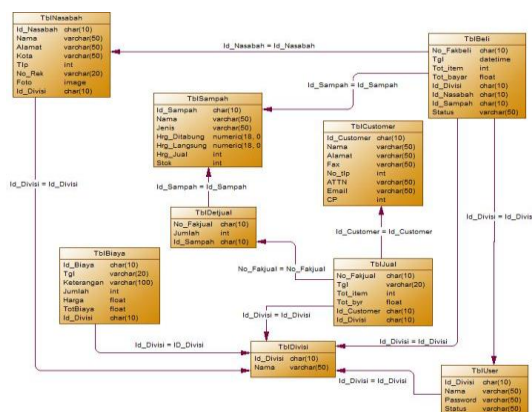 TblNasabah
Id_Nasabah char(10)
Nama varchar(50)
Alamat varchar(50)
Kota varchar(50)
Tlp int
No_Rek varchar(20)
Foto image
Id_Divisi char(10)
Id_Nasabah = Id_Nasabah
TblBeli
No_Fakbeli char(10)
Tgl datetime
Tot_item int
Tot_bayar float
Id_Divisi char(10)
Id_Nasabah char(10)
Id_Sampah char(10)
Status varchar(50)
Id_Sampah = Id_Sampah
TblSampah
Id_Sampah char(10)
Nama varchar(50)
Jenis varchar(50)
Hrg_Ditabung numeric(18, 0
Hrg_Langsung numeric(18, 0
Hrg_Jual int
Stok int
TblCustomer
Id_Customer char(10)
Nama varchar(50)
Alamat varchar(50)
Fax varchar(50)
No_tlp int
ATTN varchar(50)
Email varchar(50)
CP int
Id_Divisi = Id_Divisi
Id_Sampah = Id_Sampah
Id_Divisi = Id_Divis
TblDetjual
No_Fakjual char(10)
Jumlah int
Id_Sampah char(10)
Id_Customer = Id_Customer
TblBiaya
Id_Biaya char(10)
Tgl varchar(20)
Keterangan varchar(100)
Jumlah int
Harga float
TotBiaya float
Id_Divisi char(10)
No_Fakjual = No_Fakjual
TblJual
No_Fakjual char(10)
Tgl varchar(20)
Tot_item int
Tot_byr float
Id_Customer char(10)
Id_Divisi char(10)
Id_Divisi = Id_Divisi
Id_Divisi = ID_Divisi
Id_Divisi = Id_Divisi
TblDivisi
Id_Divisi char(10)
Nama varchar(50)
Id_Divisi = Id_Divisi
TblUser
Id_Divisi char(10)
Nama varchar(50)
Password varchar(50)
Status varchar(50)